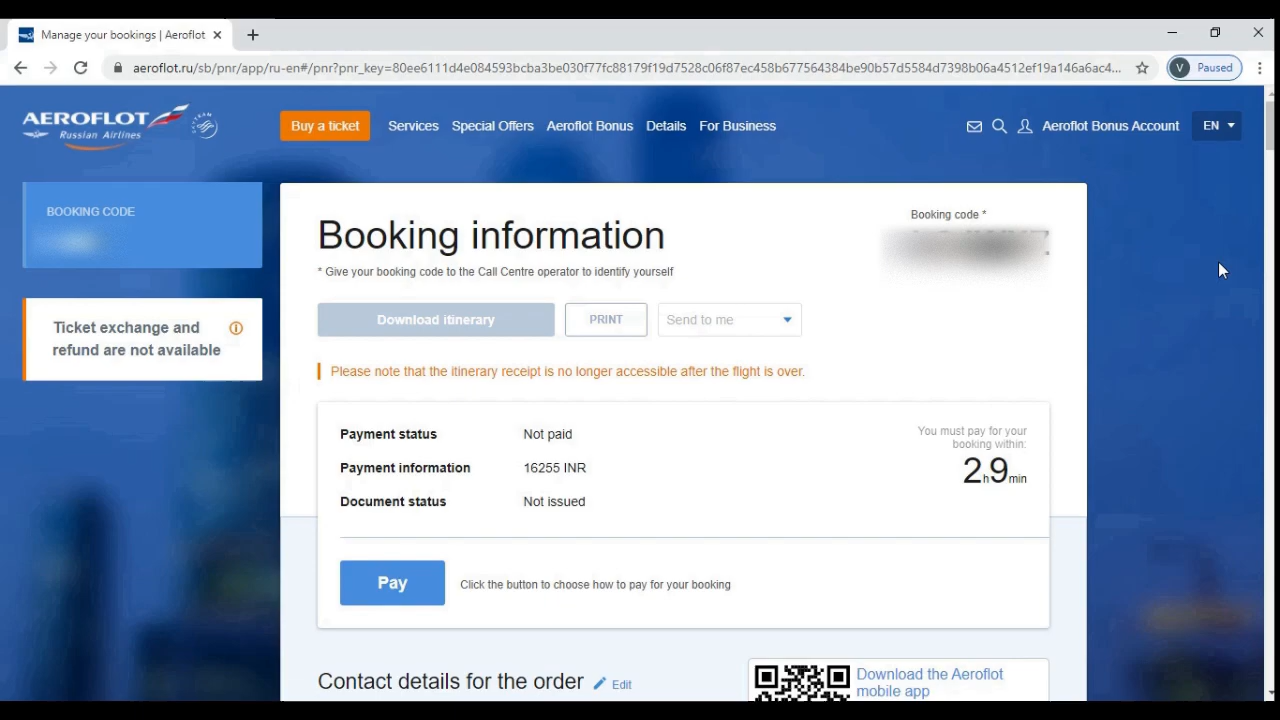 Manage your bookings | Aeroflot
aeroflot.ru/sb/pnr/app/ru-en#/pnr?pnr_key=80ee6111d4e084593bcba3be030f77fc88179f19d7528c06f87ec458b677564384be90b57d5584d7398b06a4512ef19a146a6ac4...
V Paused
AEROFLOT
Russian Airlines
Buy a ticket Services Special Offers Aeroflot Bonus Details For Business Aeroflot Bonus Account EN
BOOKING CODE
Ticket exchange and
refund are not available
Booking information
Booking code *
* Give your booking code to the Call Centre operator to identify yourself
Download itinerary PRINT Send to me
Please note that the itinerary receipt is no longer accessible after the flight is over.
Payment status Not paid
Payment information 16255 INR
Document status Not issued
You must pay for your
booking within:
2h9min
Pay Click the button to choose how to pay for your booking
Contact details for the order Edit
Download the Aeroflot
mobile app